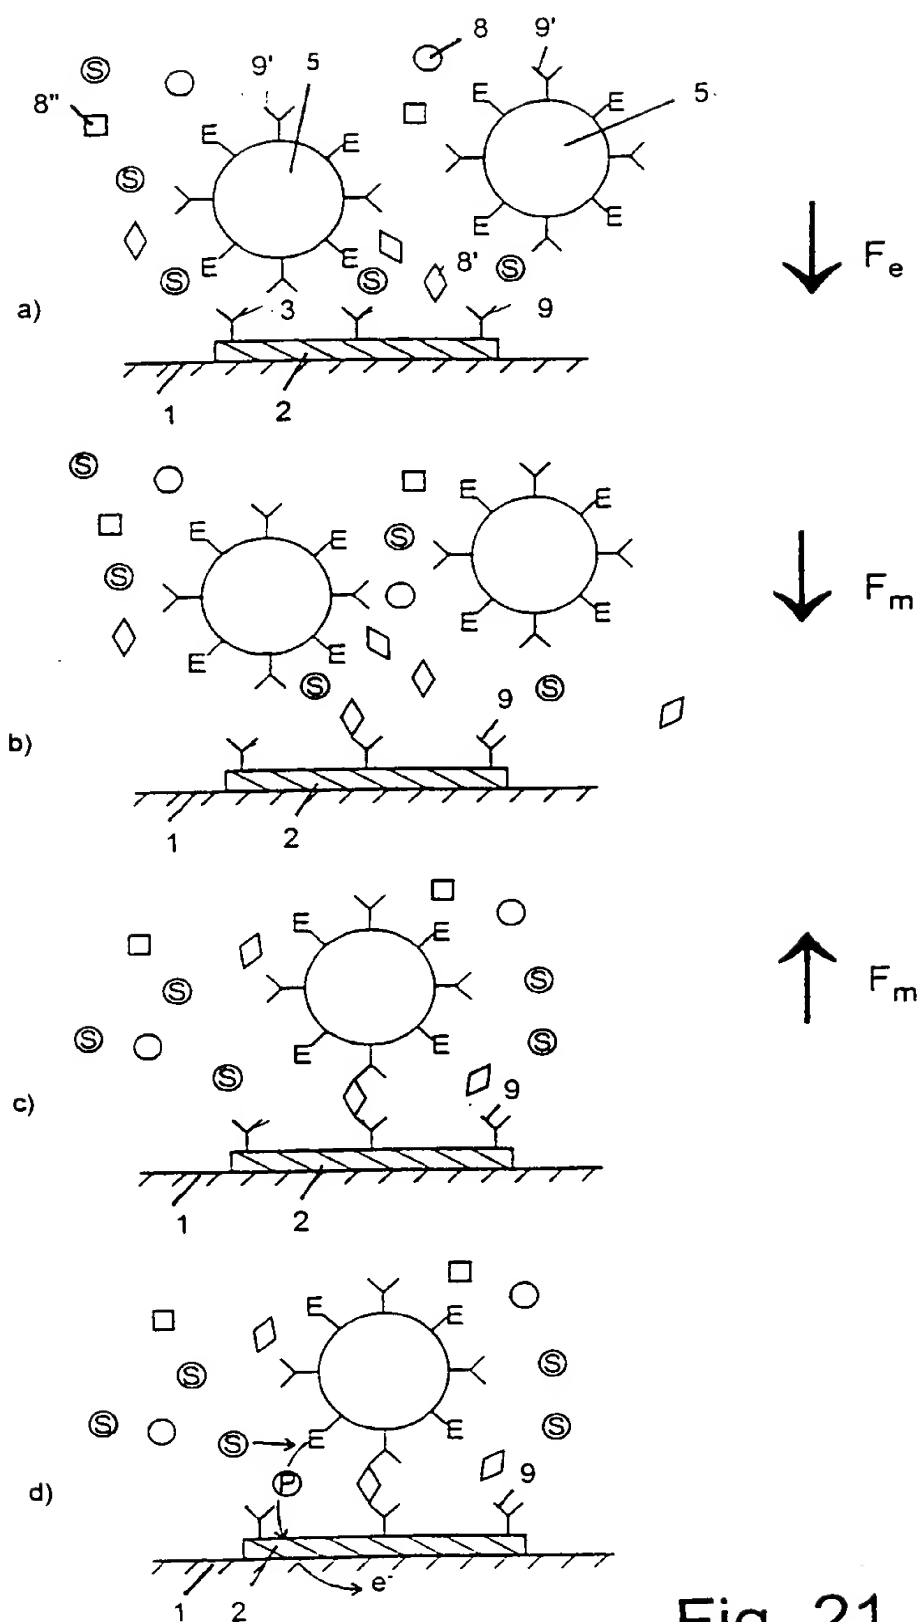 8 9'
Ⓢ 9' 5 E E 5
8" E E
Ⓢ E E
E E 8' Ⓢ F e
Ⓢ Ⓢ
a) 3 9
1 2
Ⓢ E E
E E Ⓢ
Ⓢ F m
E E E E
Ⓢ Ⓢ
9
b)
1 2
E E
Ⓢ Ⓢ F m
Ⓢ E E Ⓢ
Ⓢ
c) 9
1 2
E E
Ⓢ Ⓢ
Ⓢ Ⓢ E E Ⓢ
P 9
d)
1 2 e-
Fig. 21